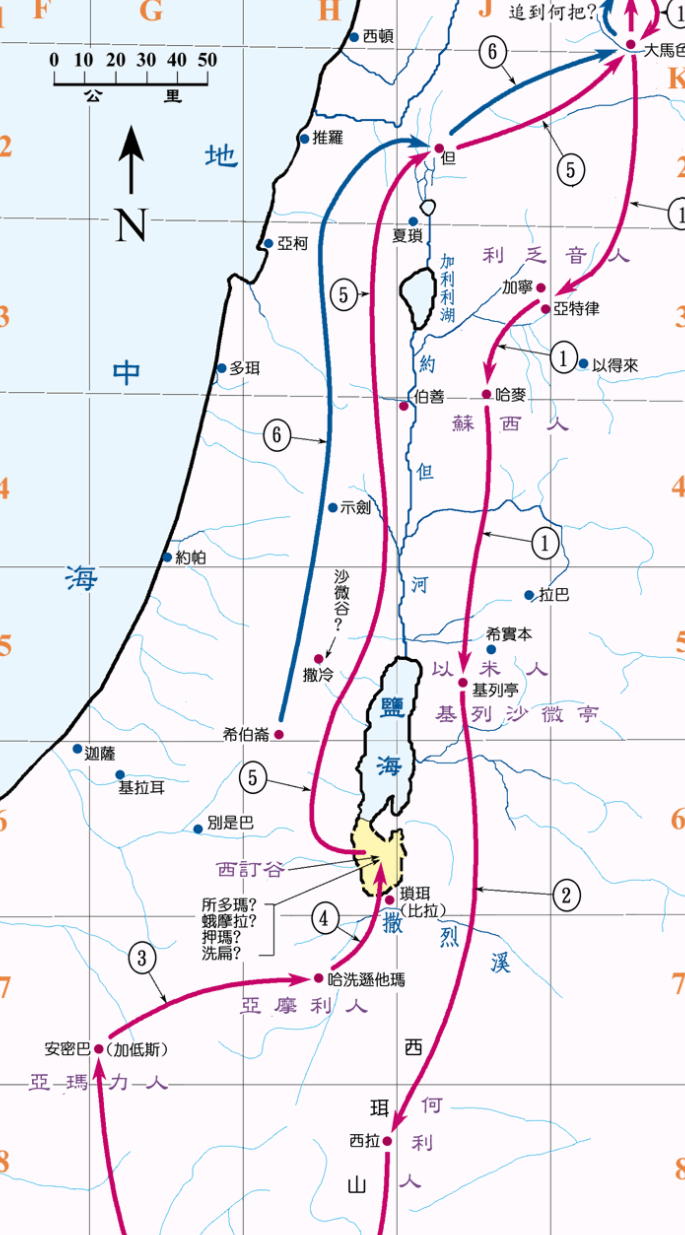 F G H J
1
追到何把?
1
西頓
大馬色
6
K
0 10 20 30 40 50
公 里
2
推羅
地
但
5
2
N
1
夏瑣
亞柯
加利利湖
利乏音人
加寧
亞特律
5
3
3
約
1
以得來
中
多珥
伯善
哈麥
蘇西人
6
但
4
4
示劍
1
約帕
海
沙微谷?
河
拉巴
5
希實本
5
撒冷
以米人
基列亭
鹽
基列沙微亭
希伯崙
迦薩
海
基拉耳
5
6
別是巴
6
西訂谷
2
瑣珥
(比拉)
所多瑪?
蛾摩拉?
押瑪?
洗扁?
4
撒烈溪
3
7
哈洗遜他瑪
7
亞摩利人
安密巴
(加低斯)
西珥山
亞瑪力人
何利人
西拉
8
8